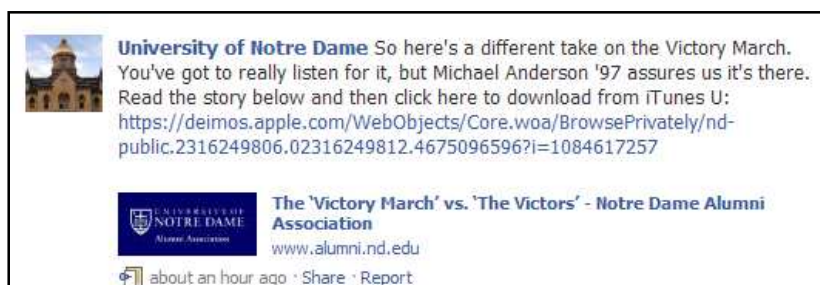 University of Notre Dame So here's a different take on the Victory March.
You've got to really listen for it, but Michael Anderson '97 assures us it's there.
Read the story below and then click here to download from iTunes U:
https://deimos.apple.com/WebObjects/Core.woa/BrowsePrivately/nd-
public.2316249806.02316249812.4675096596?i=1084617257
UNIVERSITY OF
NOTRE DAME
Alumni Association
The 'Victory March' vs. 'The Victors' - Notre Dame Alumni
Association
www.alumni.nd.edu
about an hour ago · Share · Report